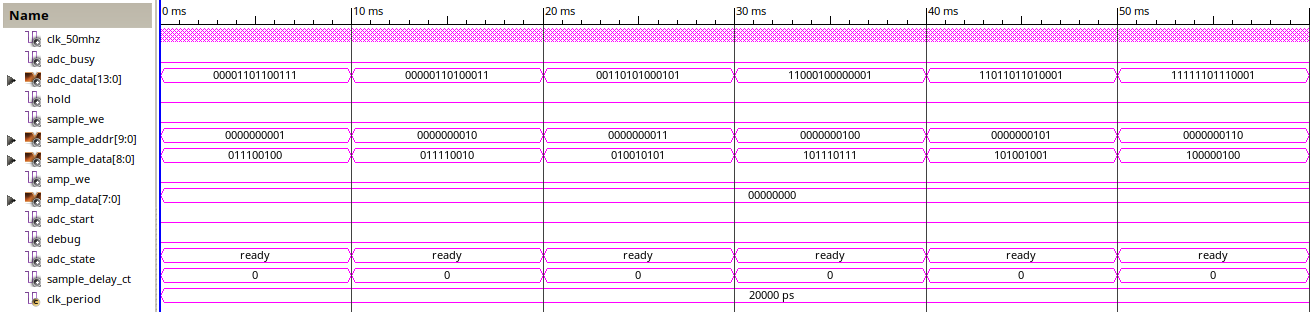 Name 0 ms 10 ms 20 ms 30 ms 40 ms 50 ms
clk_50mhz
adc_busy
adc_data[13:0] 00001101100111 00000110100011 00110101000101 11000100000001 11011011010001 11111101110001
hold
sample_we
sample_addr[9:0] 0000000001 0000000010 0000000011 0000000100 0000000101 0000000110
sample_data[8:0] 011100100 011110010 010010101 101110111 101001001 100000100
amp_we
amp_data[7:0] 00000000
adc_start
debug
adc_state ready ready ready ready ready ready
sample_delay_ct 0 0 0 0 0 0
clk_period 20000 ps